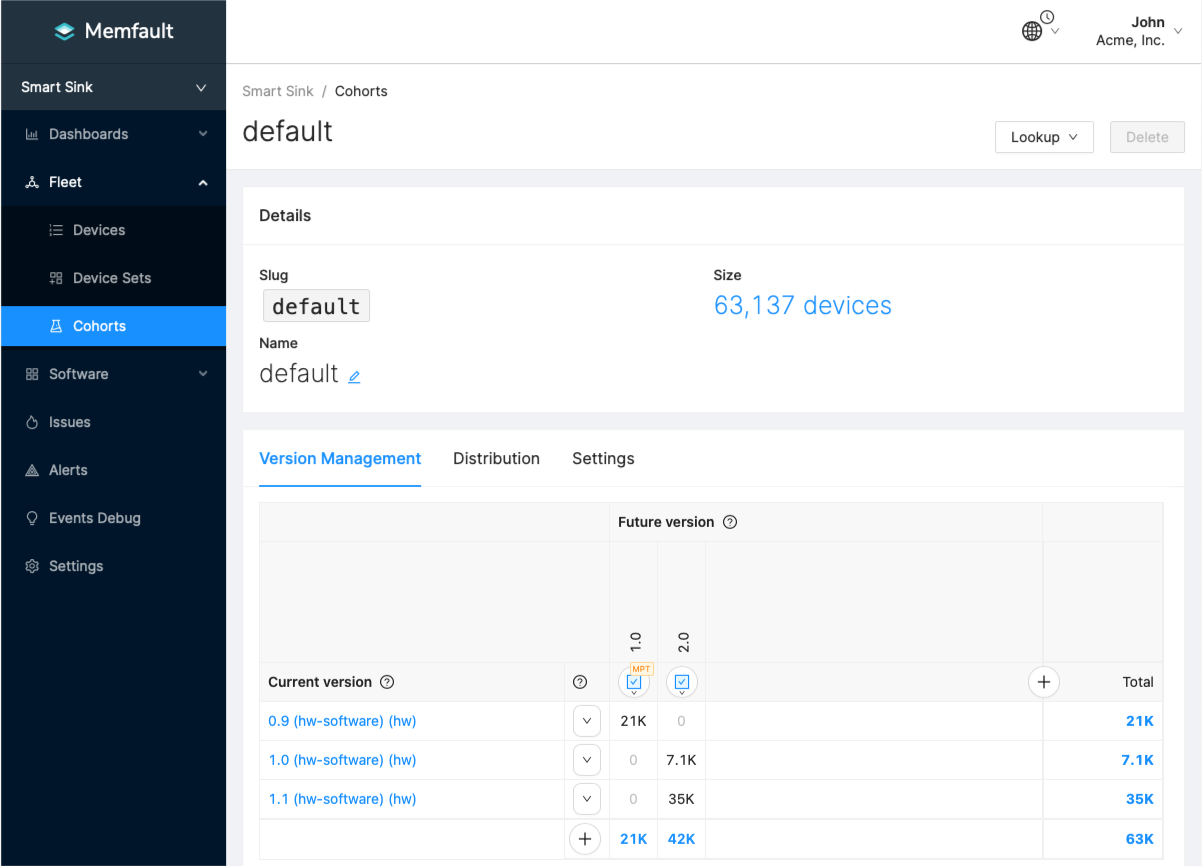 Memfault
John
Acme, Inc.
Smart Sink
Dashboards
Fleet
Devices
Device Sets
Cohorts
Software
Issues
Alerts
Events Debug
Settings
Smart Sink / Cohorts
default
Lookup
Delete
Details
Slug
default
Size
63,137 devices
Name
default
Version Management Distribution Settings
Future version ?
1.0 2.0
MPT
Current version ? ? + Total
0.9 (hw-software) (hw) 21K 0 21K
1.0 (hw-software) (hw) 0 7.1K 7.1K
1.1 (hw-software) (hw) 0 35K 35K
+ 21K 42K 63K